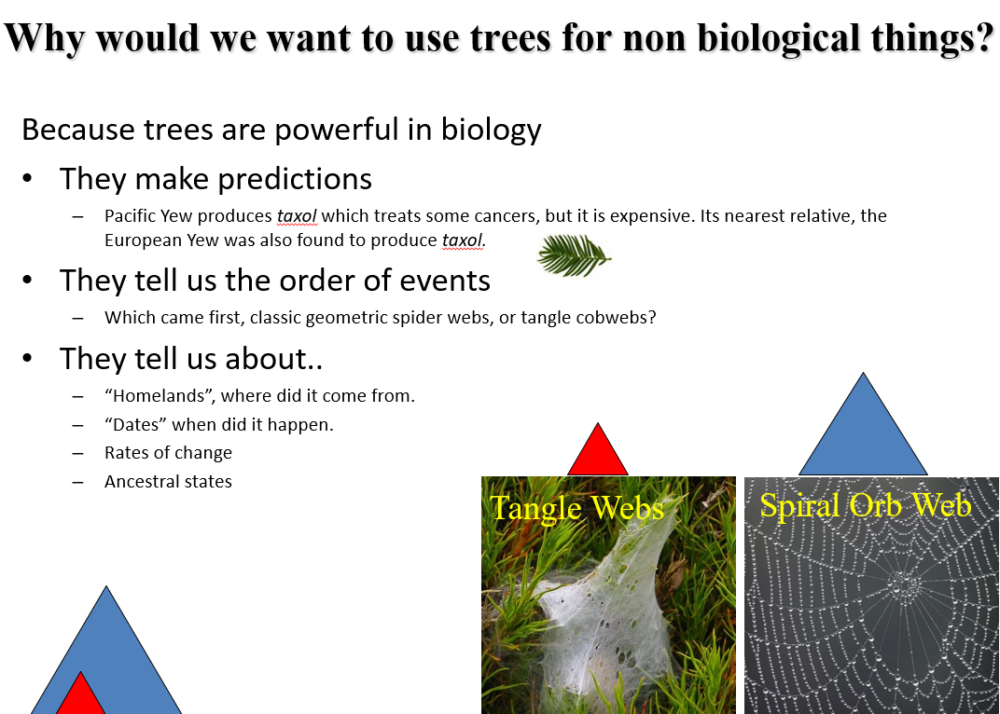 Why would we want to use trees for non biological things?
Because trees are powerful in biology
• They make predictions
– Pacific Yew produces taxol which treats some cancers, but it is expensive. Its nearest relative, the
European Yew was also found to produce taxol.
• They tell us the order of events
– Which came first, classic geometric spider webs, or tangle cobwebs?
• They tell us about..
– “Homelands”, where did it come from.
– “Dates” when did it happen.
– Rates of change
– Ancestral states
Tangle Webs
Spiral Orb Web